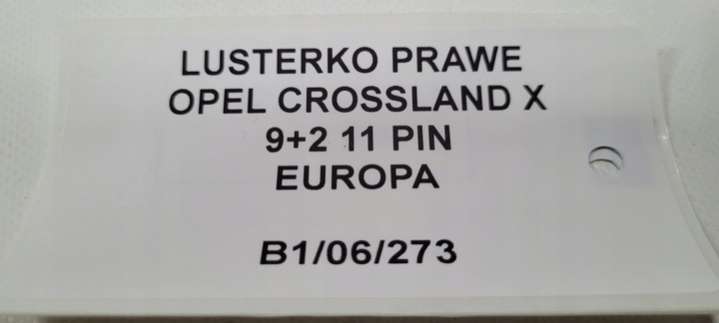 LUSTERKO PRAWE
OPEL CROSSLAND X
9+2 11 PIN
EUROPA
B1/06/273